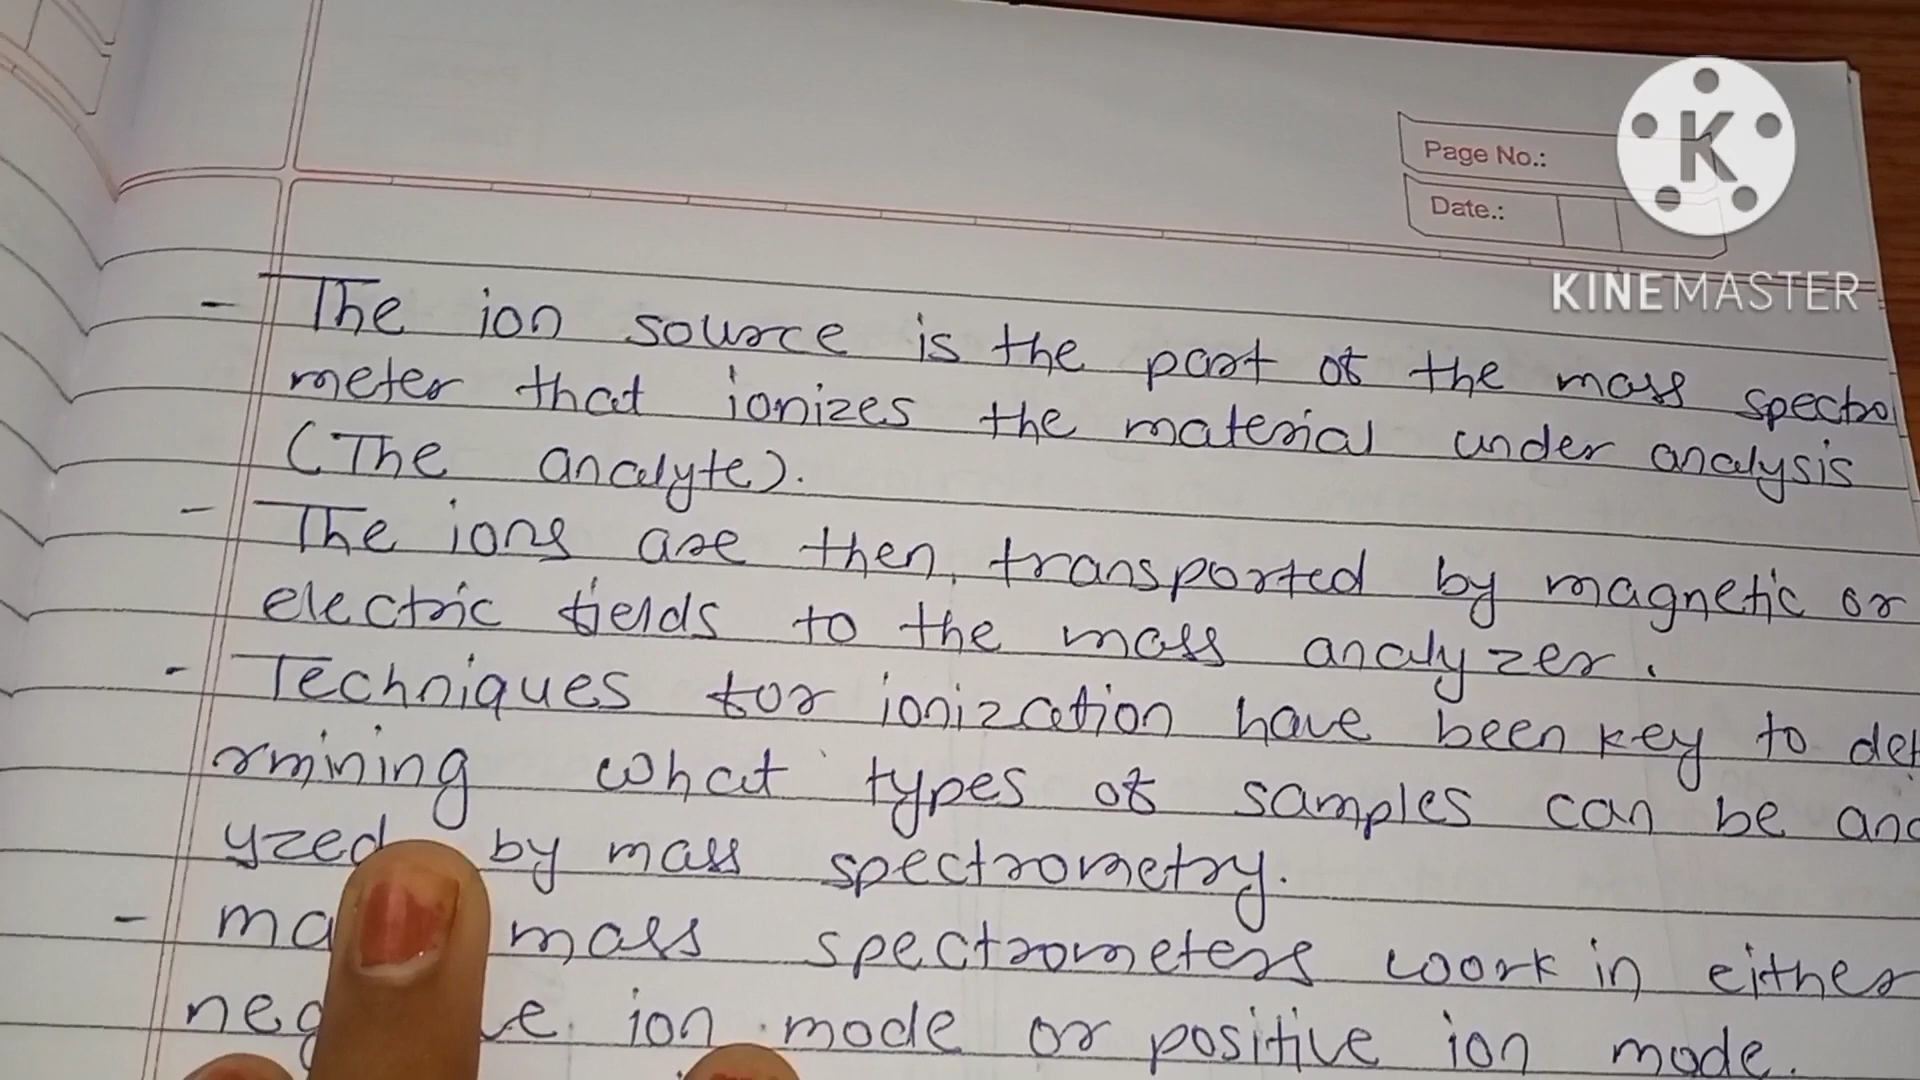 Page No.:
Date.:
KINEMASTER
- The ion source is the part of the mass spectro
meter that ionizes the material under analysis
(The analyte).
- The ions are then, transported by magnetic or
electric fields to the mass analyzer.
- Techniques for ionization have been key to det
rmining what types of samples can be ana
yzed by mass spectrometry.
- mass spectrometers work in either
ion mode or positive ion mode.